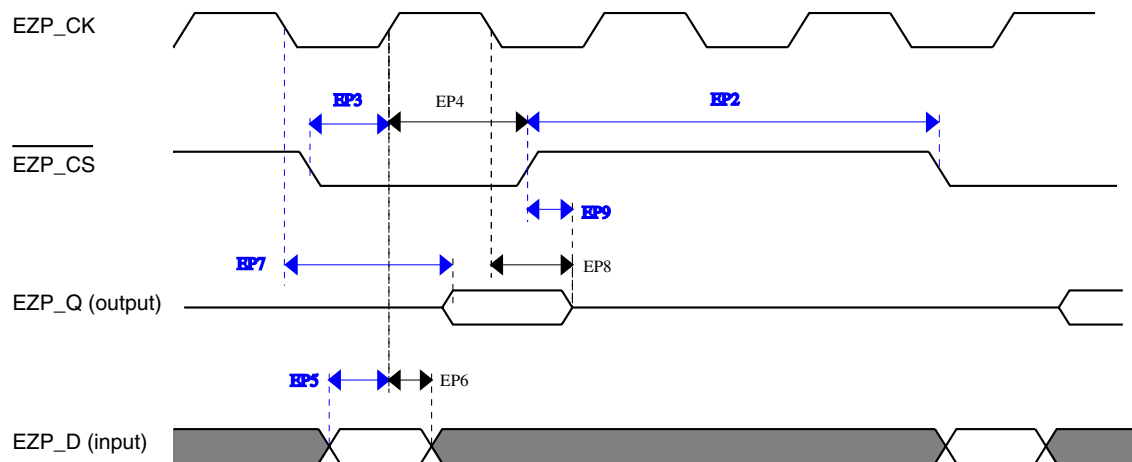 EZP_CK
EP3
EP4
EP2
EZP_CS
EP9
EP7
EP8
EZP_Q (output)
EP5
EP6
EZP_D (input)